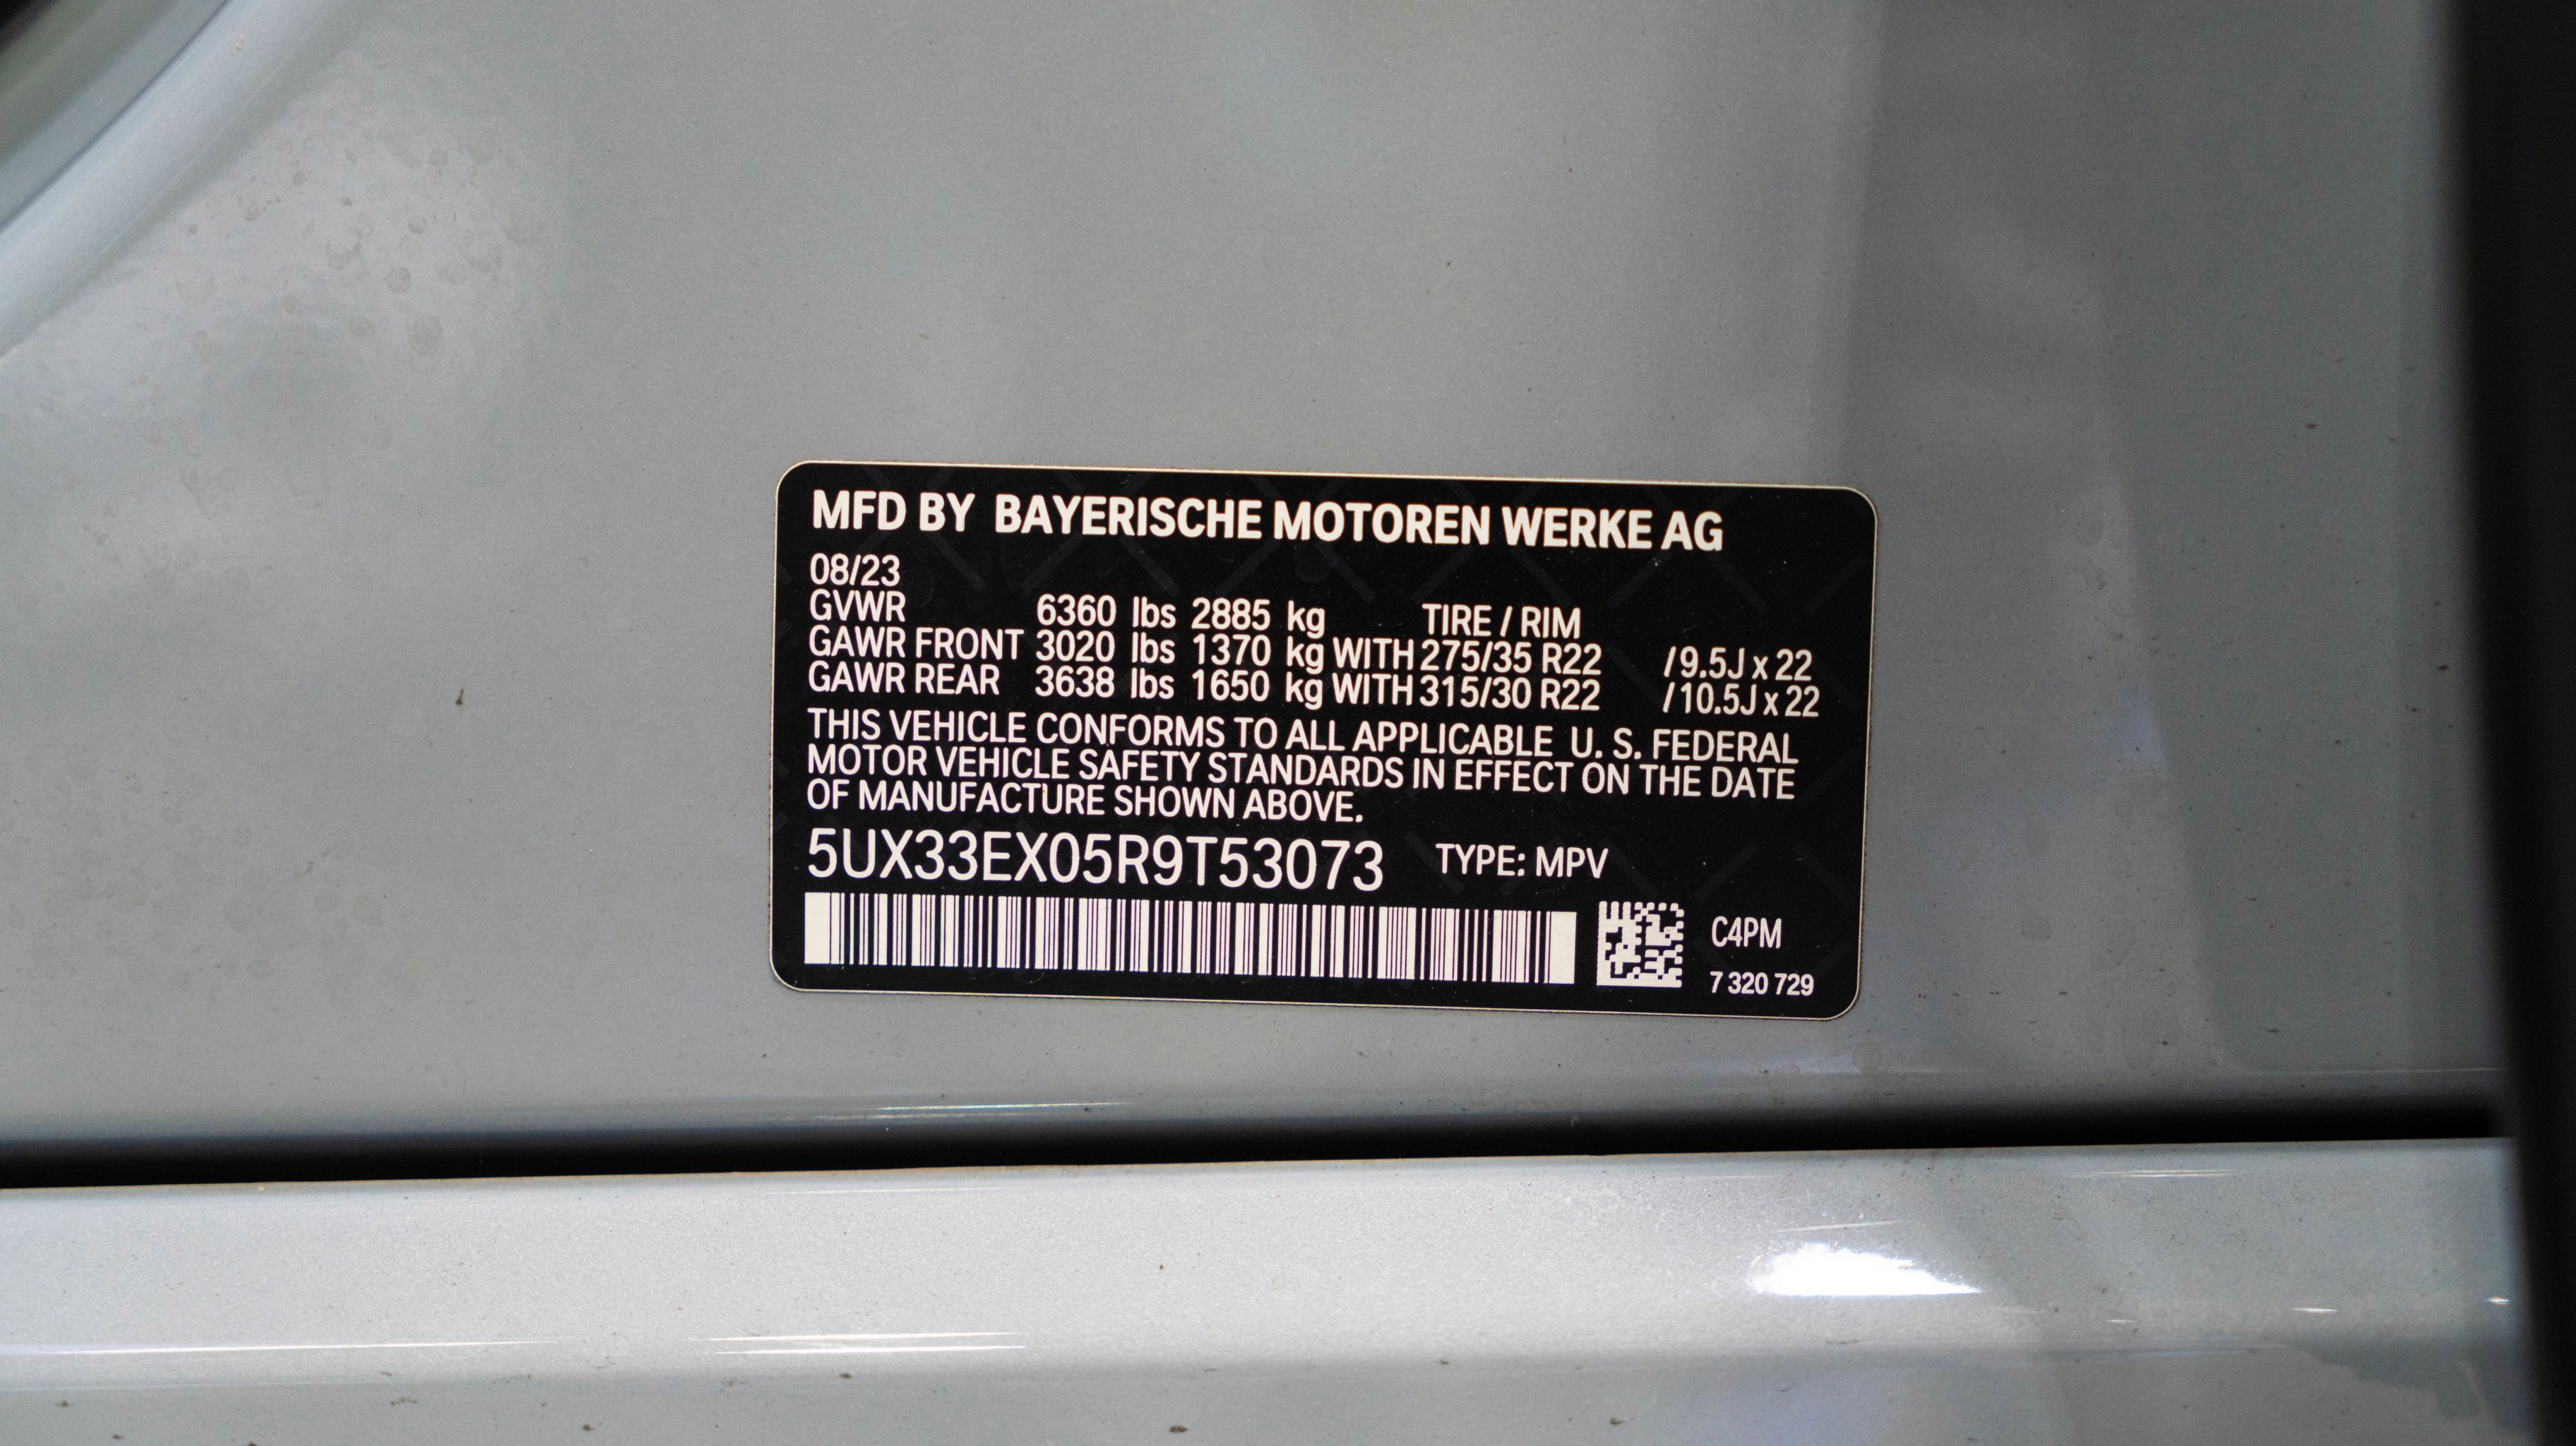 MFD BY BAYERISCHE MOTOREN WERKE AG
08/23
GVWR 6360 lbs 2885 kg TIRE / RIM
GAWR FRONT 3020 lbs 1370 kg WITH 275/35 R22 /9.5J x 22
GAWR REAR 3638 lbs 1650 kg WITH 315/30 R22 /10.5J x 22
THIS VEHICLE CONFORMS TO ALL APPLICABLE U. S. FEDERAL
MOTOR VEHICLE SAFETY STANDARDS IN EFFECT ON THE DATE
OF MANUFACTURE SHOWN ABOVE.
5UX33EX05R9T53073 TYPE: MPV
C4PM
7 320 729